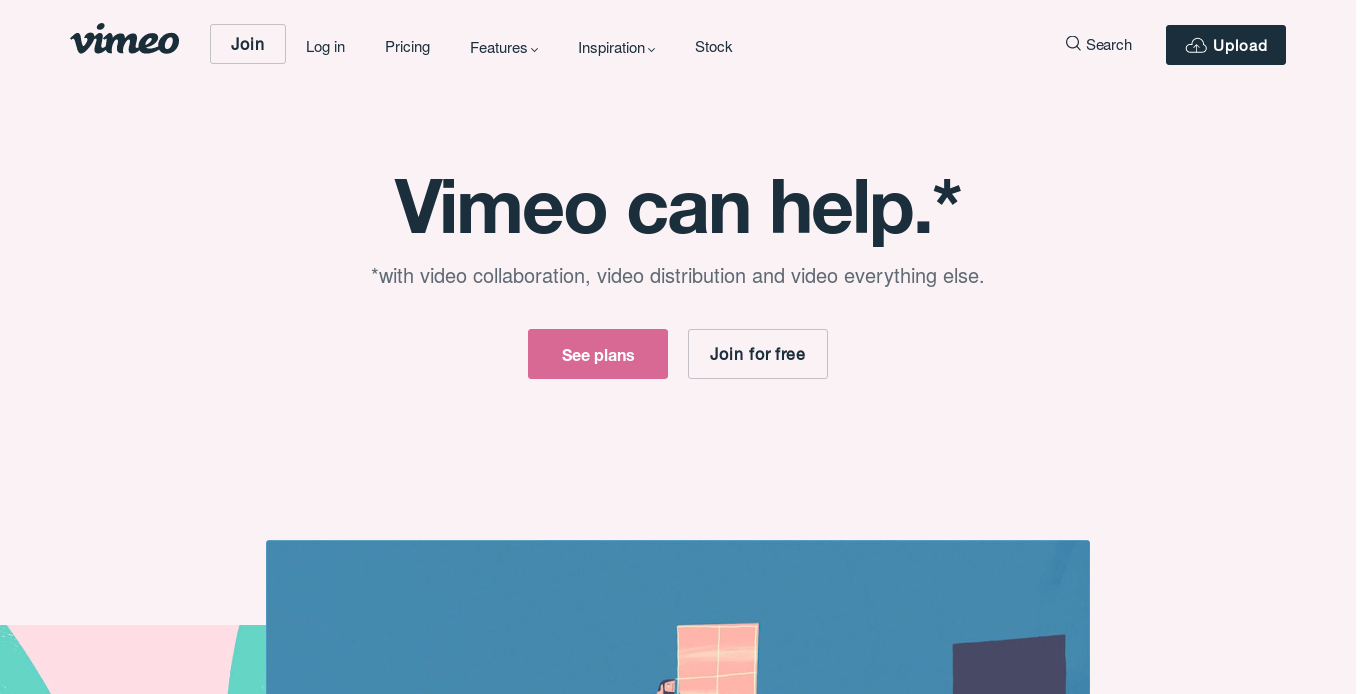 vimeo
Join
Log in
Pricing
Features
Inspiration
Stock
Search
Upload
Vimeo can help.*
*with video collaboration, video distribution and video everything else.
See plans
Join for free